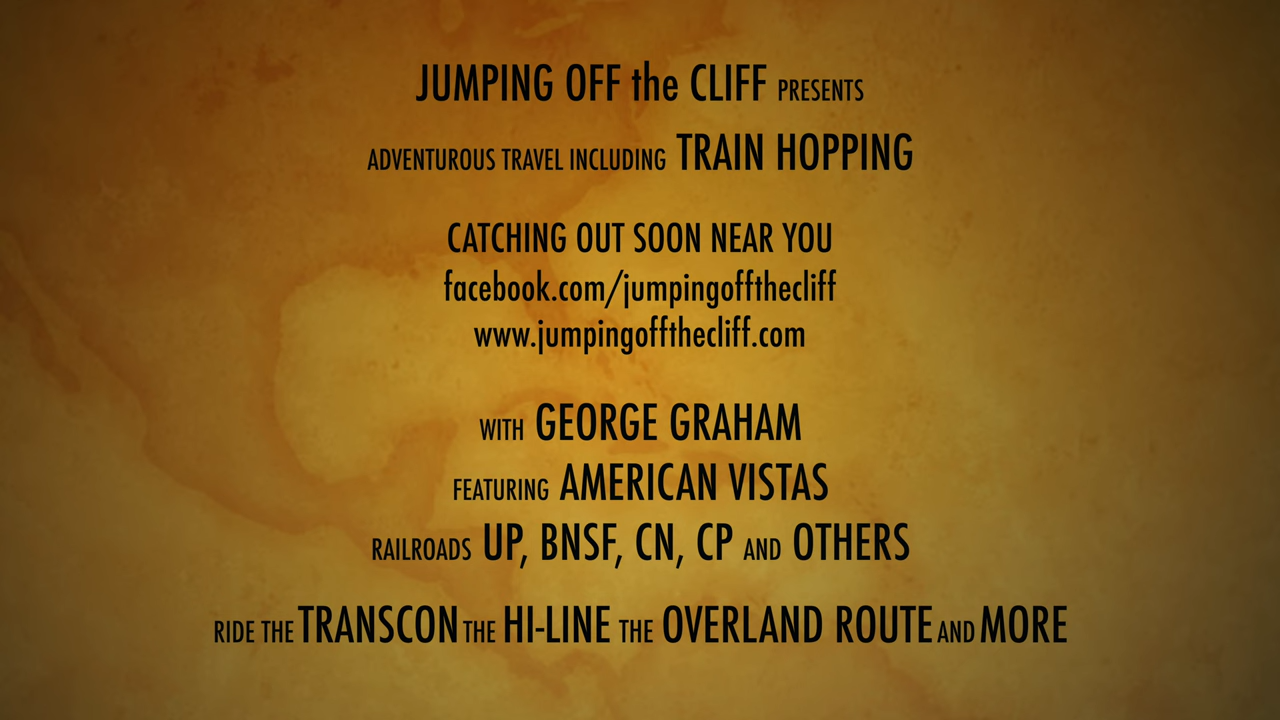 JUMPING OFF the CLIFF PRESENTS
ADVENTUROUS TRAVEL INCLUDING TRAIN HOPPING
CATCHING OUT SOON NEAR YOU
facebook.com/jumpingoffthecliff
www.jumpingoffthecliff.com
WITH GEORGE GRAHAM
FEATURING AMERICAN VISTAS
RAILROADS UP, BNSF, CN, CP AND OTHERS
RIDE THE TRANSCON THE HI-LINE THE OVERLAND ROUTE AND MORE